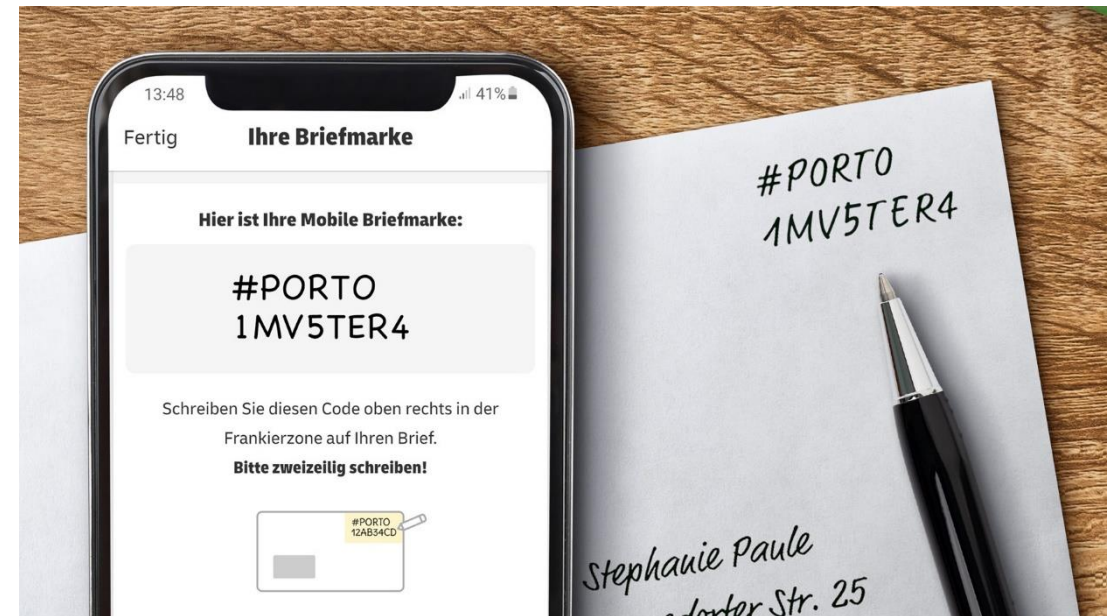 13:48 41%
Fertig Ihre Briefmarke
Hier ist Ihre Mobile Briefmarke:
#PORTO
1MV5TER4
Schreiben Sie diesen Code oben rechts in der
Frankierzone auf Ihren Brief.
Bitte zweizeilig schreiben!
#PORTO
12AB34CD
#PORTO
1MV5TER4
Stephanie Paule
Str. 25